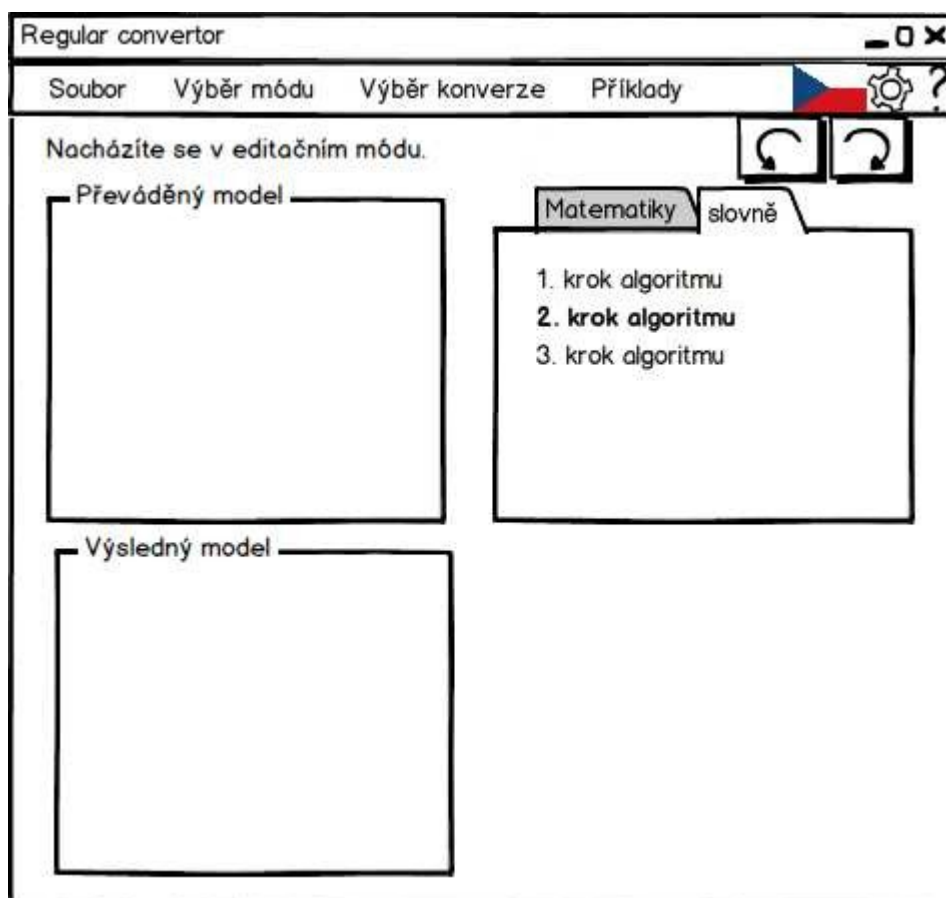 Regular convertor
Soubor Výběr módu Výběr konverze Příklady ?
Nacházíte se v editačním módu.
Převáděný model
Matematiky slovně
1. krok algoritmu
2. krok algoritmu
3. krok algoritmu
Výsledný model